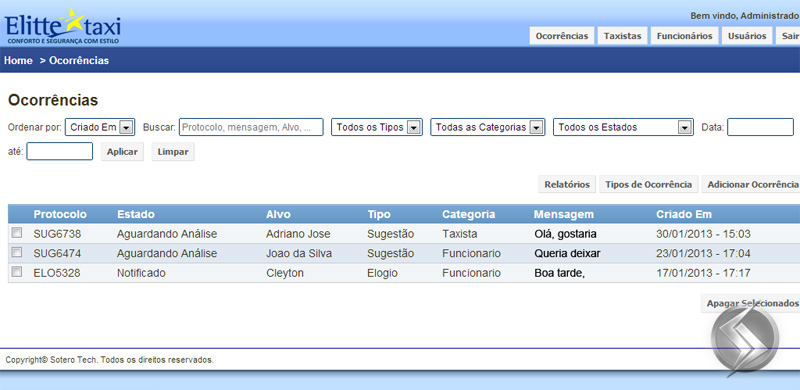 Elitte taxi
CONFORTO E SEGURANÇA COM ESTILO
Bem vindo, Administrado
Ocorrências Taxistas Funcionários Usuários Sair
Home > Ocorrências
Ocorrências
Ordenar por: Criado Em Buscar: Protocolo, mensagem, Alvo, ... Todos os Tipos Todas as Categorias Todos os Estados Data:
até: Aplicar Limpar
Relatórios Tipos de Ocorrência Adicionar Ocorrência
Protocolo Estado Alvo Tipo Categoria Mensagem Criado Em
SUG6738 Aguardando Análise Adriano Jose Sugestão Taxista Olá, gostaria 30/01/2013 - 15:03
SUG6474 Aguardando Análise Joao da Silva Sugestão Funcionario Queria deixar 23/01/2013 - 17:04
ELO5328 Notificado Cleyton Elogio Funcionario Boa tarde, 17/01/2013 - 17:17
Apagar Selecionados
Copyright© Sotero Tech. Todos os direitos reservados.